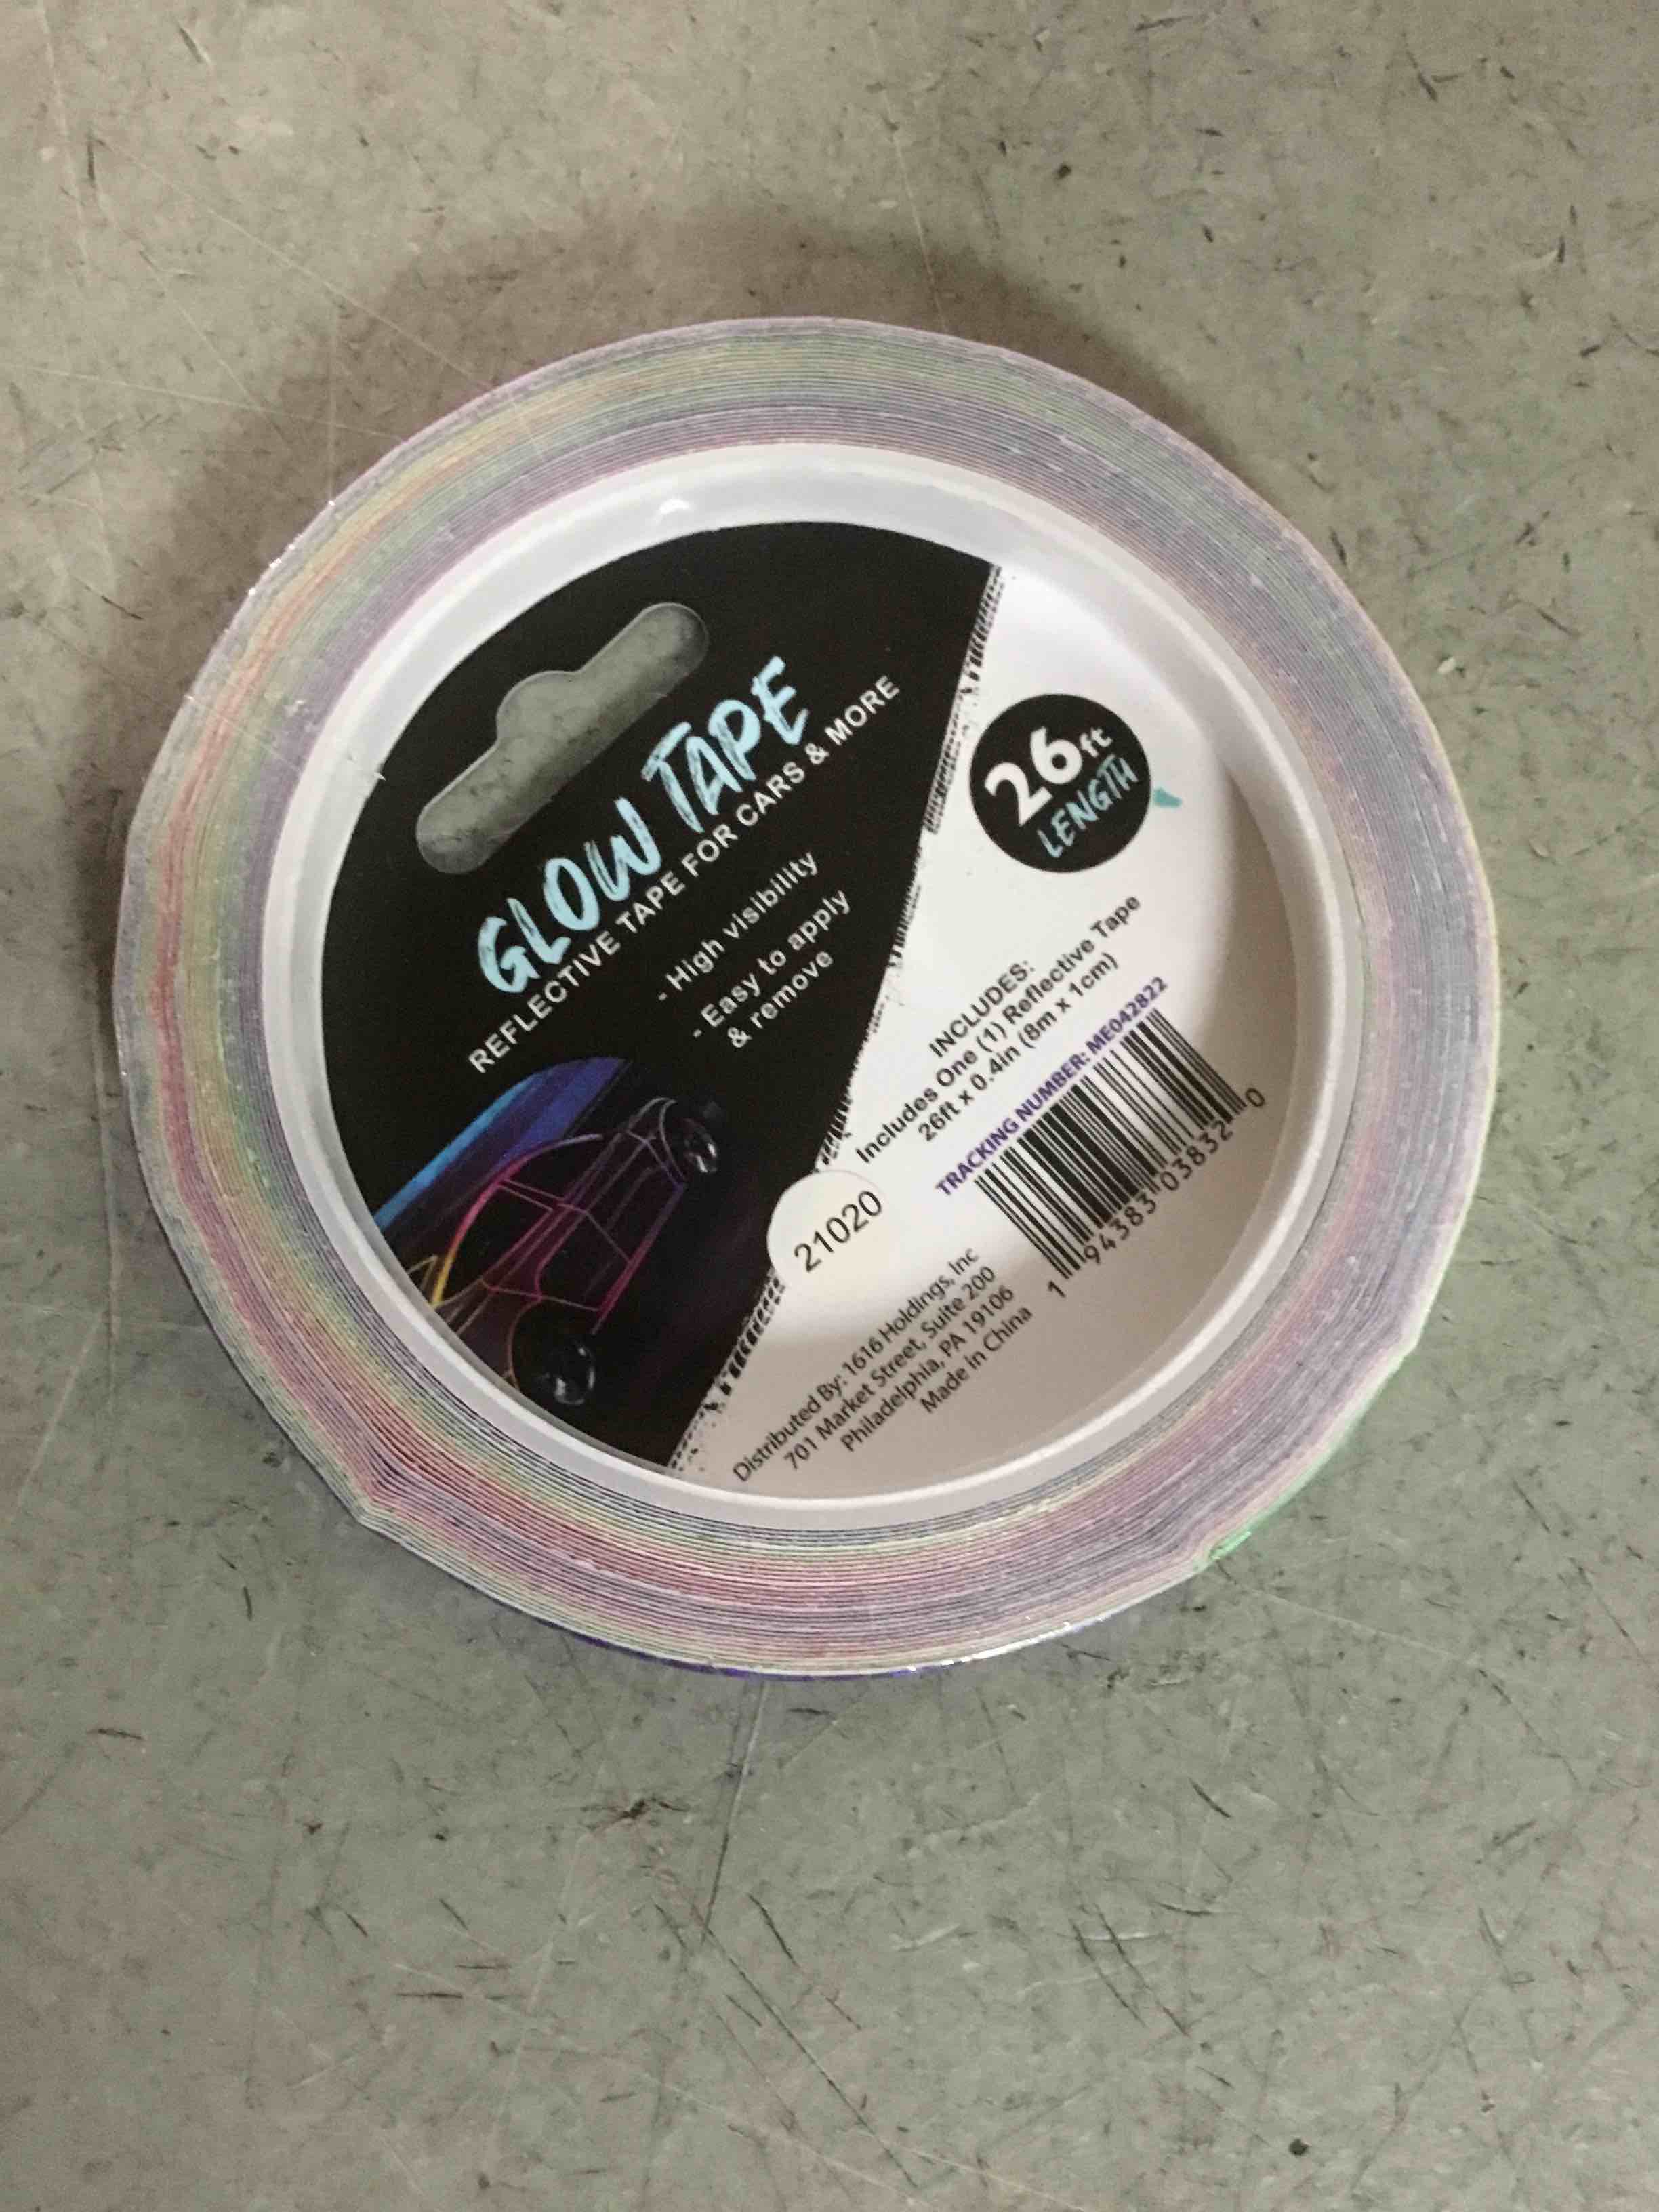 GLOW TAPE
REFLECTIVE TAPE FOR CARS & MORE
- High visibility
- Easy to apply
& remove
26ft
LENGTH
INCLUDES:
Includes One (1) Reflective Tape
26ft x 0.4in (8m x 1cm)
TRACKING NUMBER: ME042822
1 94383 03832 0
21020
Distributed By: 1616 Holdings, Inc
701 Market Street, Suite 200
Philadelphia, PA 19106
Made in China